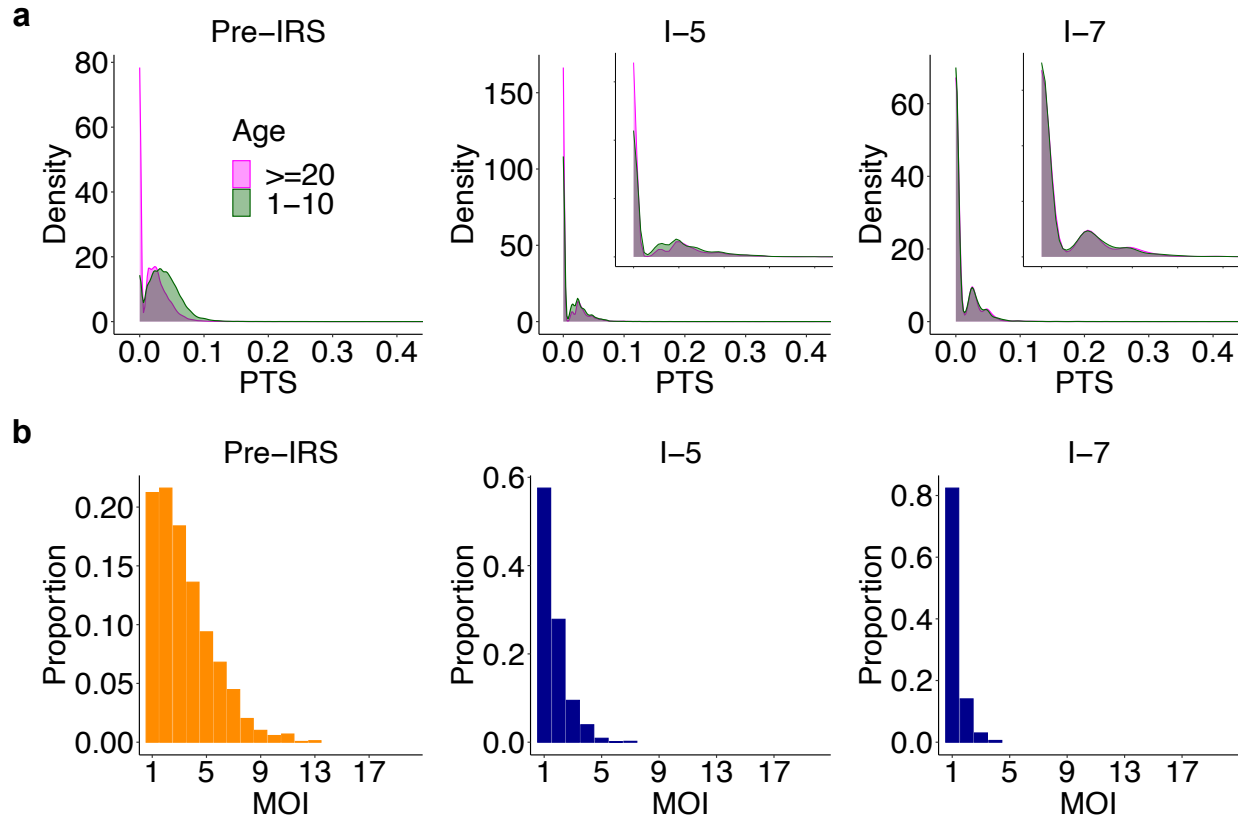 a
Pre−IRS
I−5
I−7
80
60
40
20
0
Density
Age
>=20
1−10
0.0 0.1 0.2 0.3 0.4
PTS
150
100
50
0
Density
0.0 0.1 0.2 0.3 0.4
PTS
60
40
20
0
Density
0.0 0.1 0.2 0.3 0.4
PTS
b
Pre−IRS
I−5
I−7
0.20
0.15
0.10
0.05
0.00
Proportion
1 5 9 13 17
MOI
0.6
0.4
0.2
0.0
Proportion
1 5 9 13 17
MOI
0.8
0.6
0.4
0.2
0.0
Proportion
1 5 9 13 17
MOI